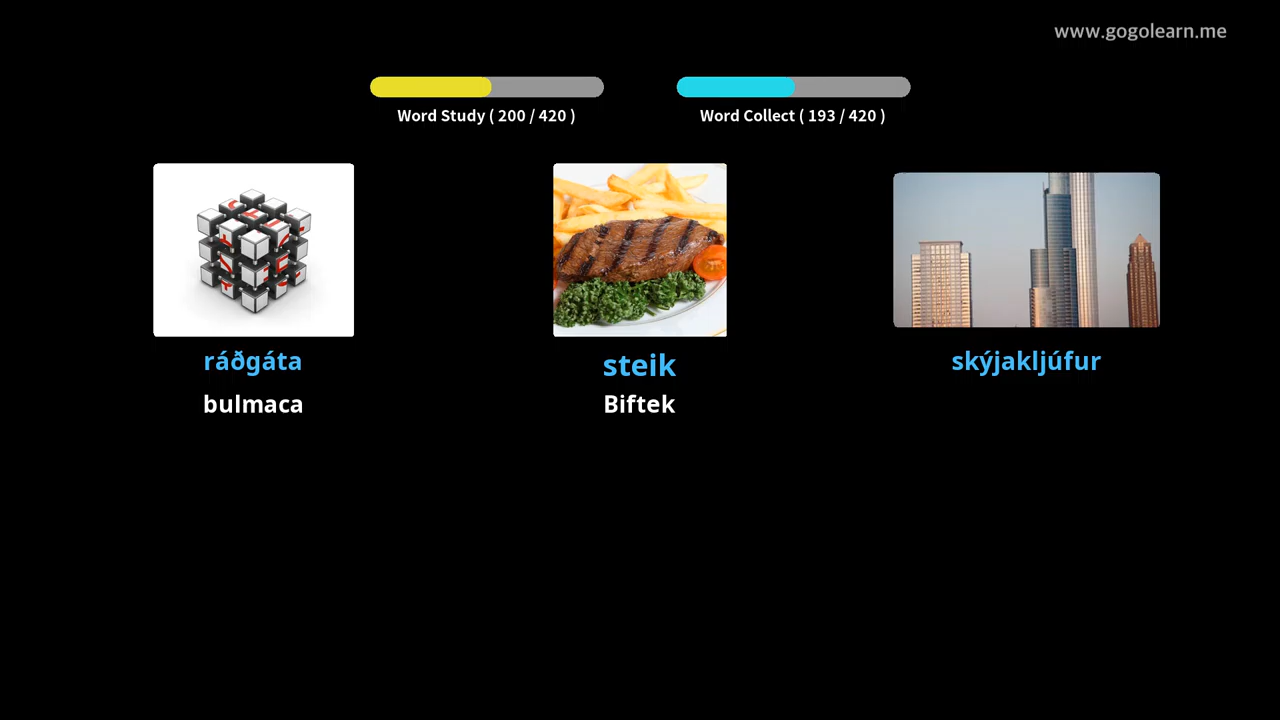 www.gogolearn.me
Word Study ( 200 / 420 )
Word Collect ( 193 / 420 )
ráðgáta
steik
skýjakljúfur
bulmaca
Biftek